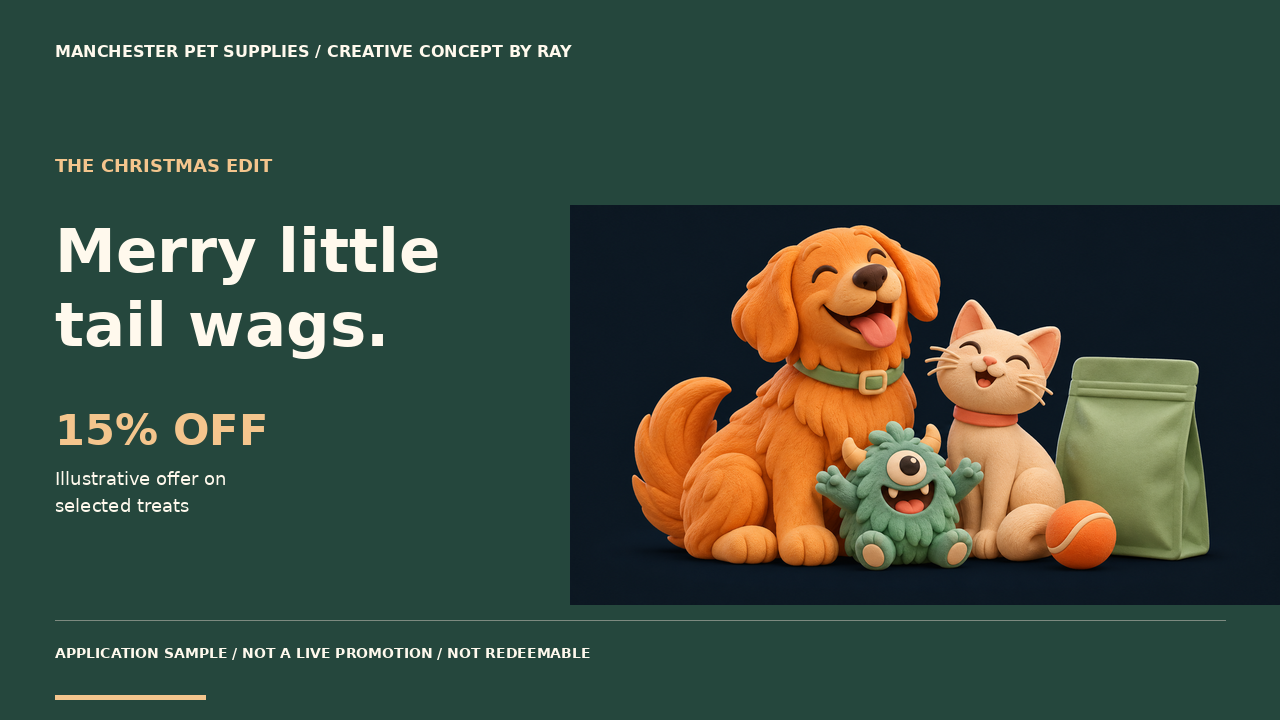 MANCHESTER PET SUPPLIES / CREATIVE CONCEPT BY RAY
THE CHRISTMAS EDIT
Merry little
tail wags.
15% OFF
Illustrative offer on
selected treats
APPLICATION SAMPLE / NOT A LIVE PROMOTION / NOT REDEEMABLE